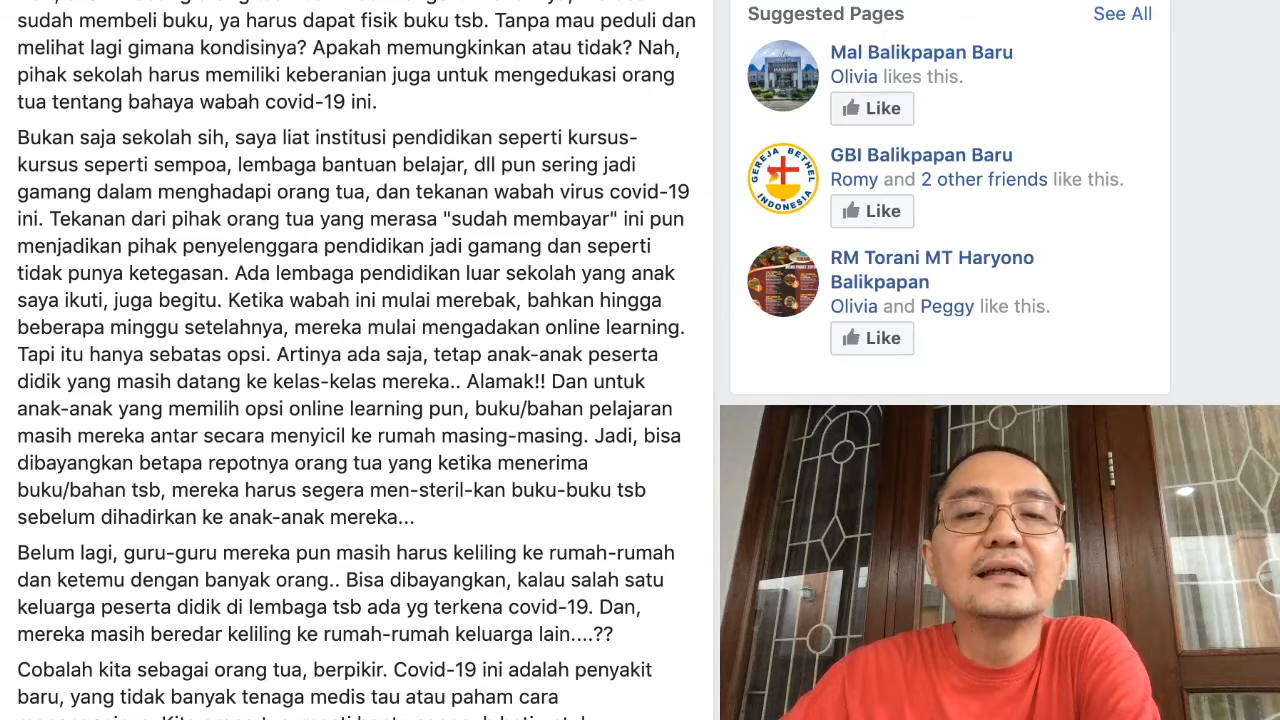 sudah membeli buku, ya harus dapat fisik buku tsb. Tanpa mau peduli dan
melihat lagi gimana kondisinya? Apakah memungkinkan atau tidak? Nah,
pihak sekolah harus memiliki keberanian juga untuk mengedukasi orang
tua tentang bahaya wabah covid-19 ini.
Bukan saja sekolah sih, saya liat institusi pendidikan seperti kursus-
kursus seperti sempoa, lembaga bantuan belajar, dll pun sering jadi
gamang dalam menghadapi orang tua, dan tekanan wabah virus covid-19
ini. Tekanan dari pihak orang tua yang merasa "sudah membayar" ini pun
menjadikan pihak penyelenggara pendidikan jadi gamang dan seperti
tidak punya ketegasan. Ada lembaga pendidikan luar sekolah yang anak
saya ikuti, juga begitu. Ketika wabah ini mulai merebak, bahkan hingga
beberapa minggu setelahnya, mereka mulai mengadakan online learning.
Tapi itu hanya sebatas opsi. Artinya ada saja, tetap anak-anak peserta
didik yang masih datang ke kelas-kelas mereka.. Alamak!! Dan untuk
anak-anak yang memilih opsi online learning pun, buku/bahan pelajaran
masih mereka antar secara menyicil ke rumah masing-masing. Jadi, bisa
dibayangkan betapa repotnya orang tua yang ketika menerima
buku/bahan tsb, mereka harus segera men-steril-kan buku-buku tsb
sebelum dihadirkan ke anak-anak mereka...
Belum lagi, guru-guru mereka pun masih harus keliling ke rumah-rumah
dan ketemu dengan banyak orang.. Bisa dibayangkan, kalau salah satu
keluarga peserta didik di lembaga tsb ada yg terkena covid-19. Dan,
mereka masih beredar keliling ke rumah-rumah keluarga lain....??
Cobalah kita sebagai orang tua, berpikir. Covid-19 ini adalah penyakit
baru, yang tidak banyak tenaga medis tau atau paham cara
Suggested Pages
See All
Mal Balikpapan Baru
Olivia likes this.
Like
GEREJA BETHEL
INDONESIA
GBI Balikpapan Baru
Romy and 2 other friends like this.
Like
RM Torani MT Haryono
Balikpapan
Olivia and Peggy like this.
Like